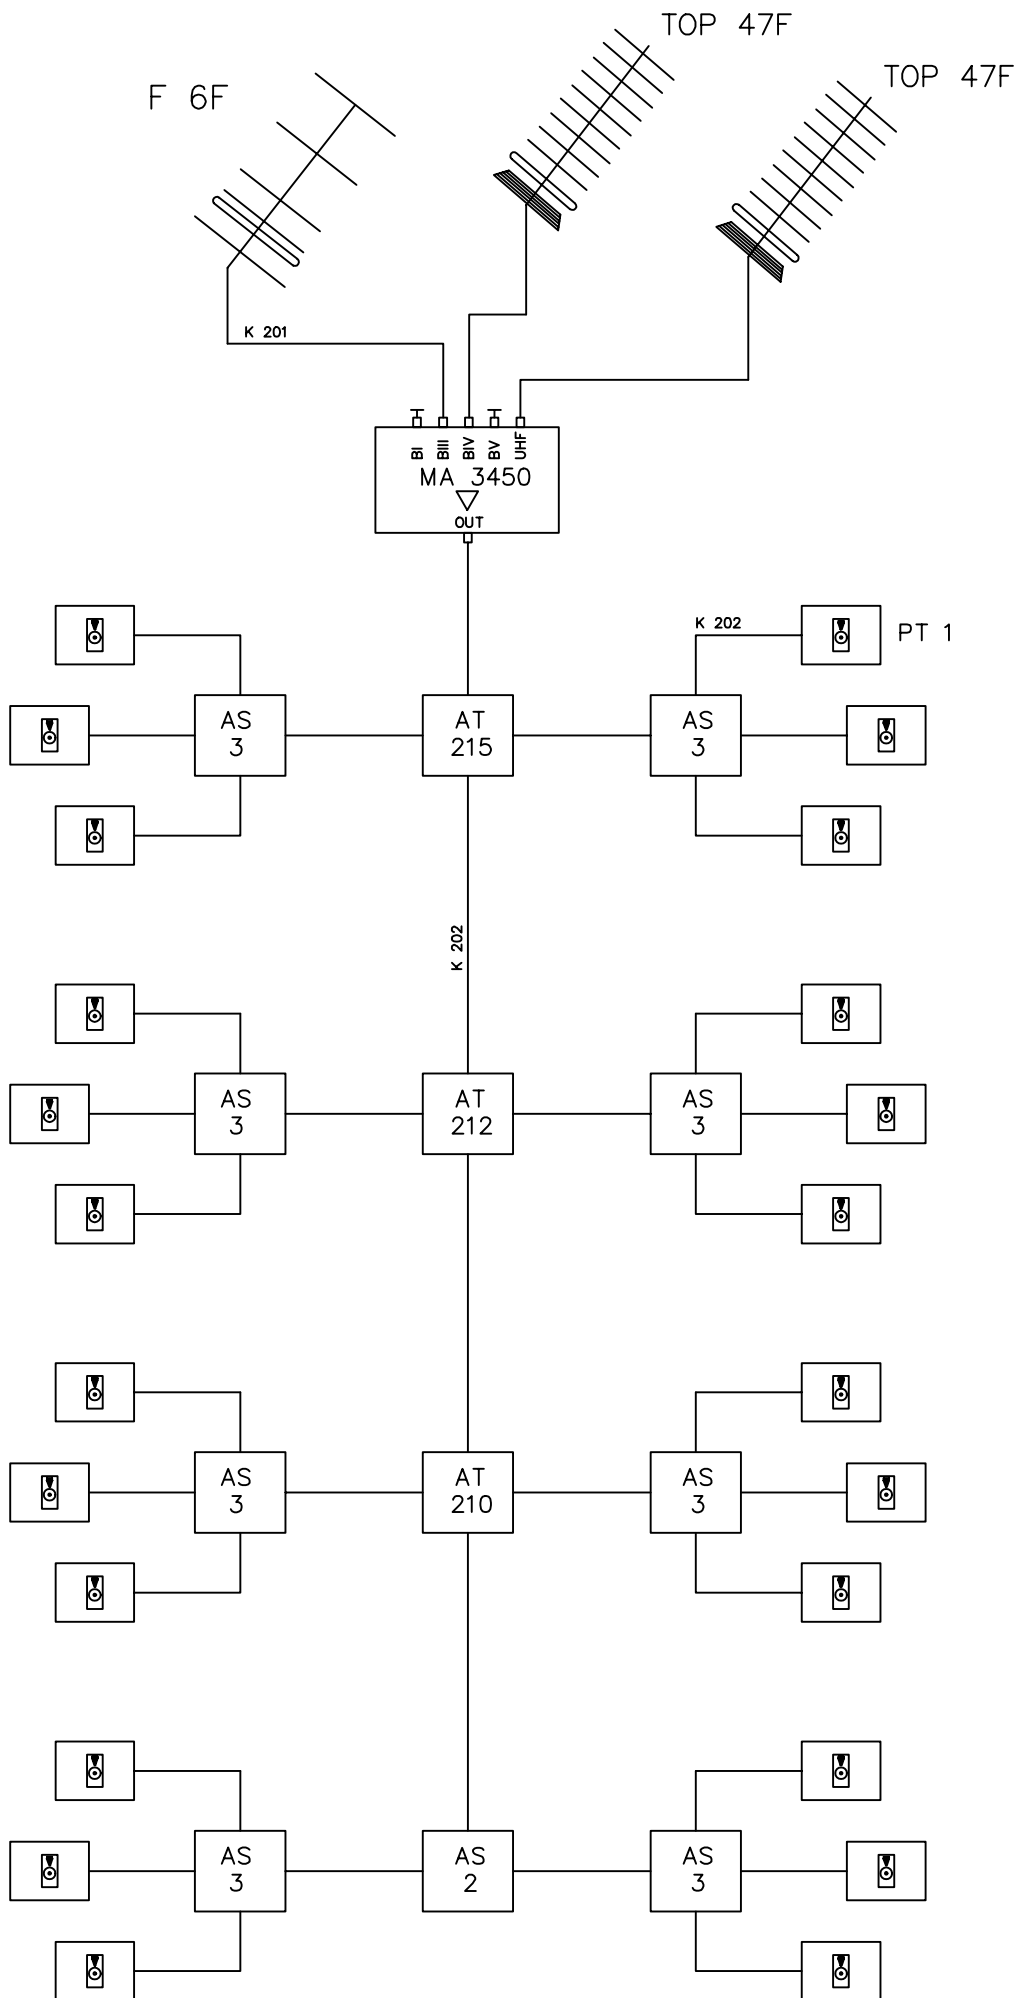 TOP 47F
TOP 47F
F 6F
K 201
BI
BIII
BIV
BV
UHF
MA 3450
OUT
K 202
PT 1
AS
3
AT
215
AS
3
K 202
AS
3
AT
212
AS
3
AS
3
AT
210
AS
3
AS
3
AS
2
AS
3